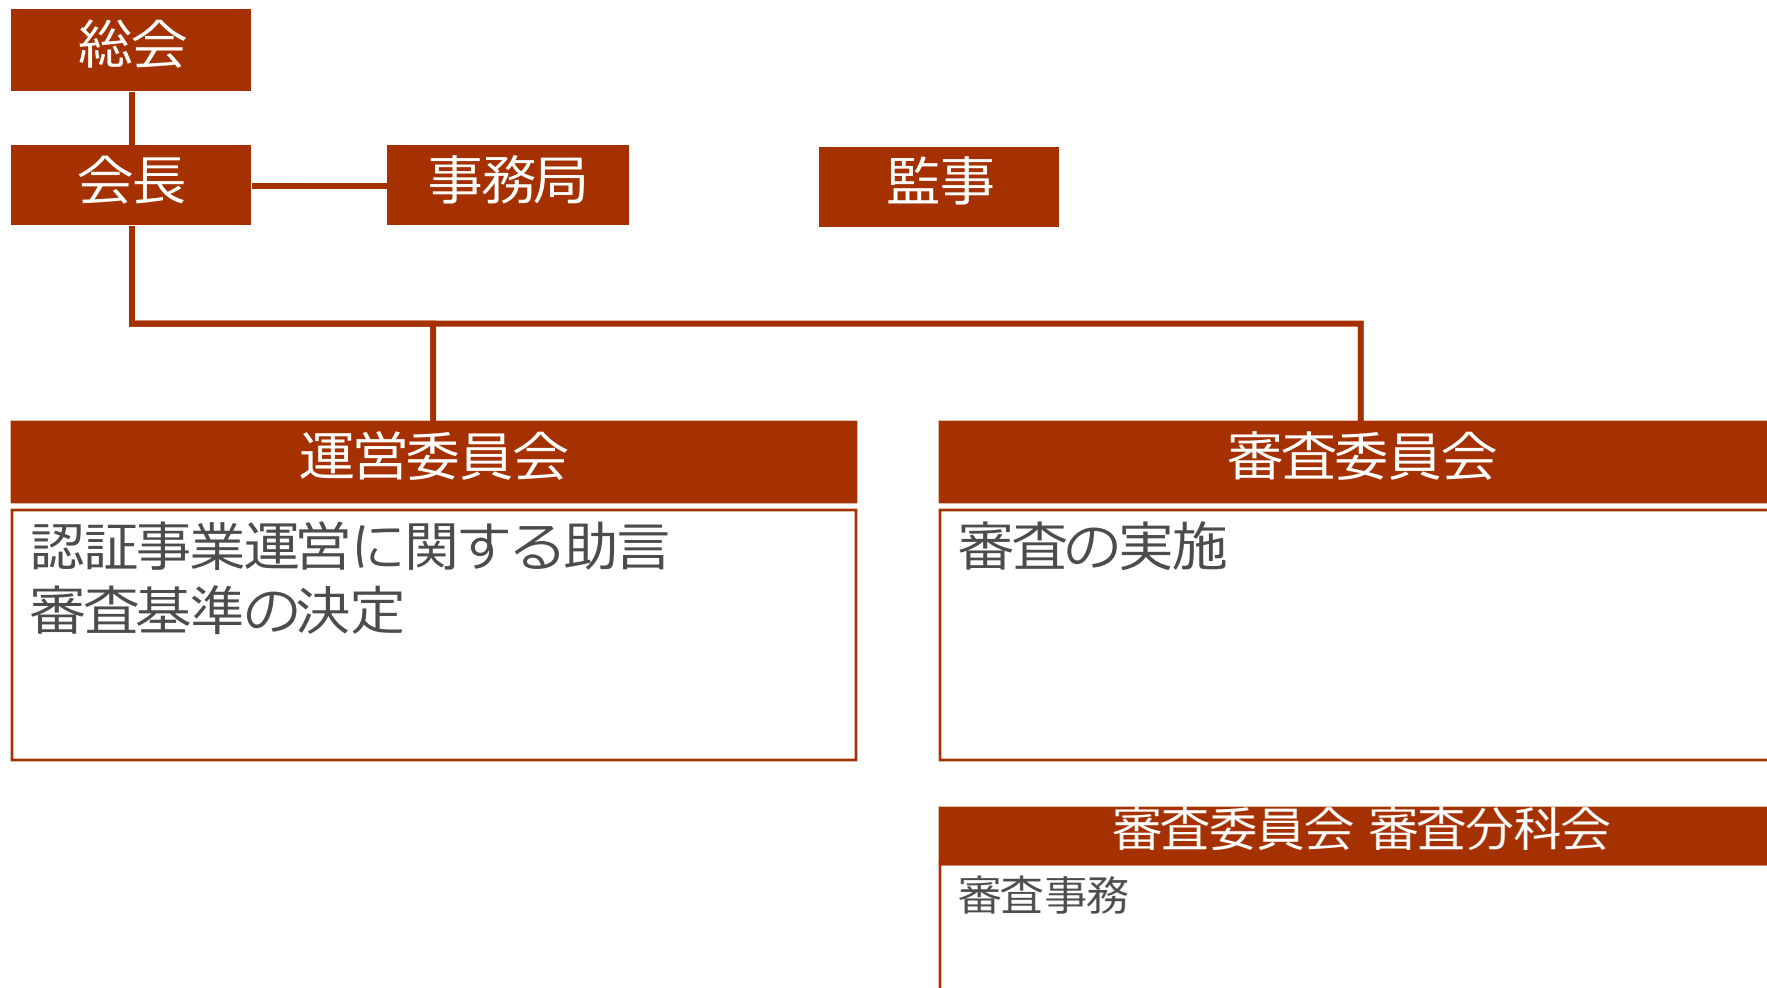 総会
会長
事務局
監事
運営委員会
認証事業運営に関する助言
審査基準の決定
審査委員会
審査の実施
審査委員会 審査分科会
審査事務